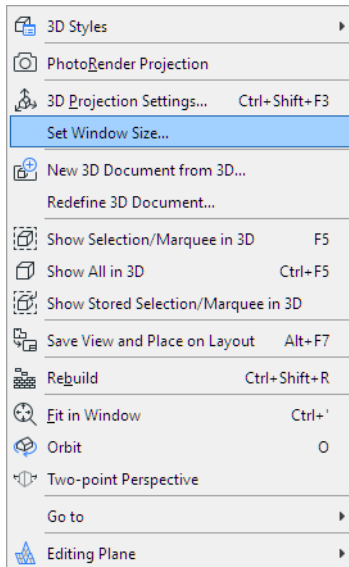 3D Styles
PhotoRender Projection
3D Projection Settings... Ctrl+Shift+F3
Set Window Size...
New 3D Document from 3D...
Redefine 3D Document...
Show Selection/Marquee in 3D F5
Show All in 3D Ctrl+F5
Show Stored Selection/Marquee in 3D
Save View and Place on Layout Alt+F7
Rebuild Ctrl+Shift+R
Fit in Window Ctrl+'
Orbit O
Two-point Perspective
Go to
Editing Plane